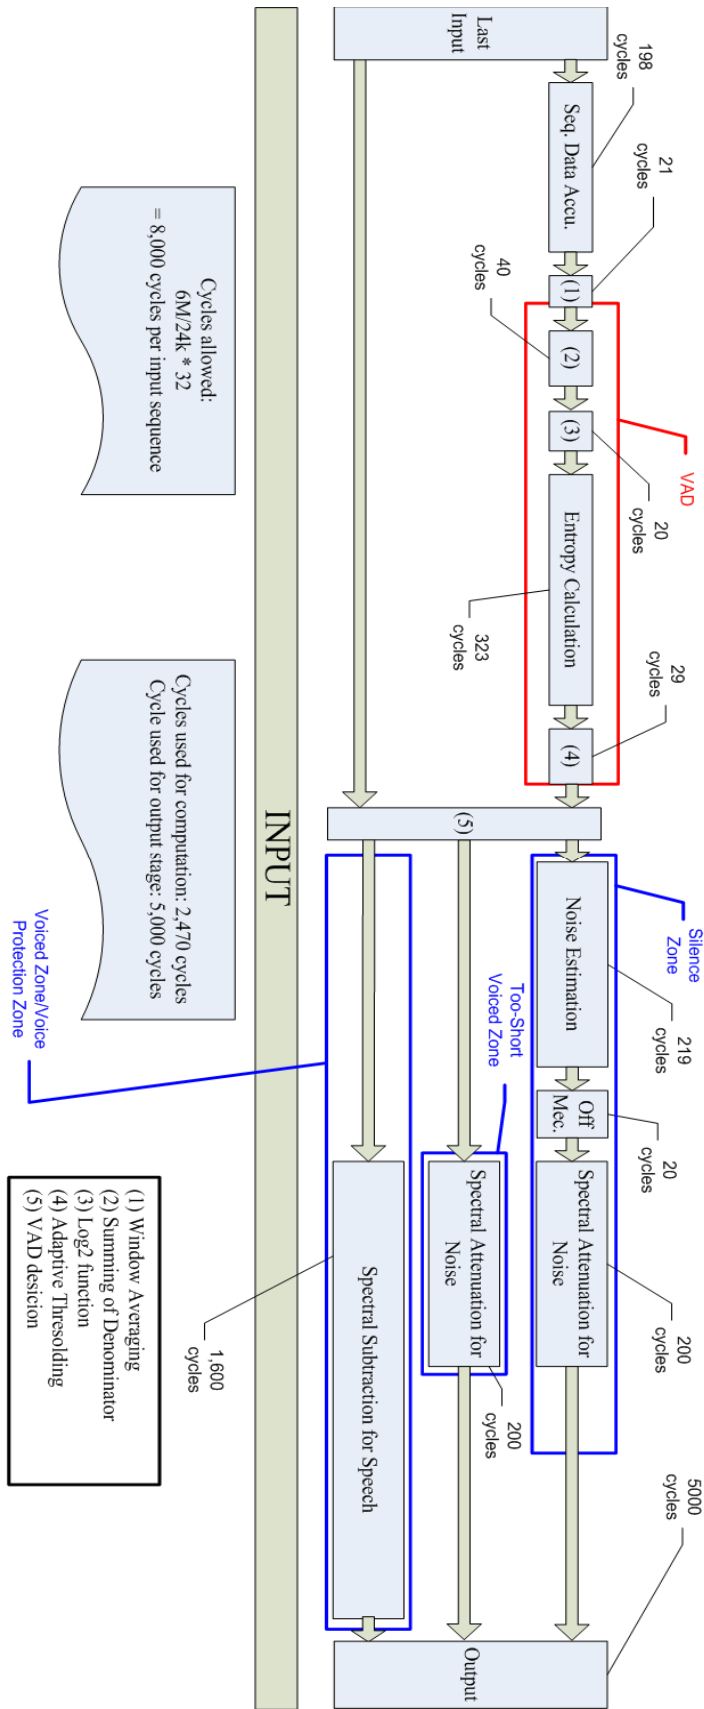 Last
Input
198
cycles
Seq. Data Accu.
21
cycles
(1)
40
cycles
(2)
(3)
20
cycles
VAD
Entropy Calculation
323
cycles
29
cycles
(4)
(5)
Silence
Zone
Noise Estimation
219
cycles
Off
Mec.
20
cycles
Spectral Attenuation for
Noise
200
cycles
Too-Short
Voiced Zone
Spectral Attenuation for
Noise
200
cycles
Spectral Subtraction for Speech
1,600
cycles
Voiced Zone/Voice
Protection Zone
5000
cycles
Output
INPUT
Cycles allowed:
6M/24k * 32
= 8,000 cycles per input sequence
Cycles used for computation: 2,470 cycles
Cycle used for output stage: 5,000 cycles
(1) Window Averaging
(2) Summing of Denominator
(3) Log2 function
(4) Adaptive Thresolding
(5) VAD desicion